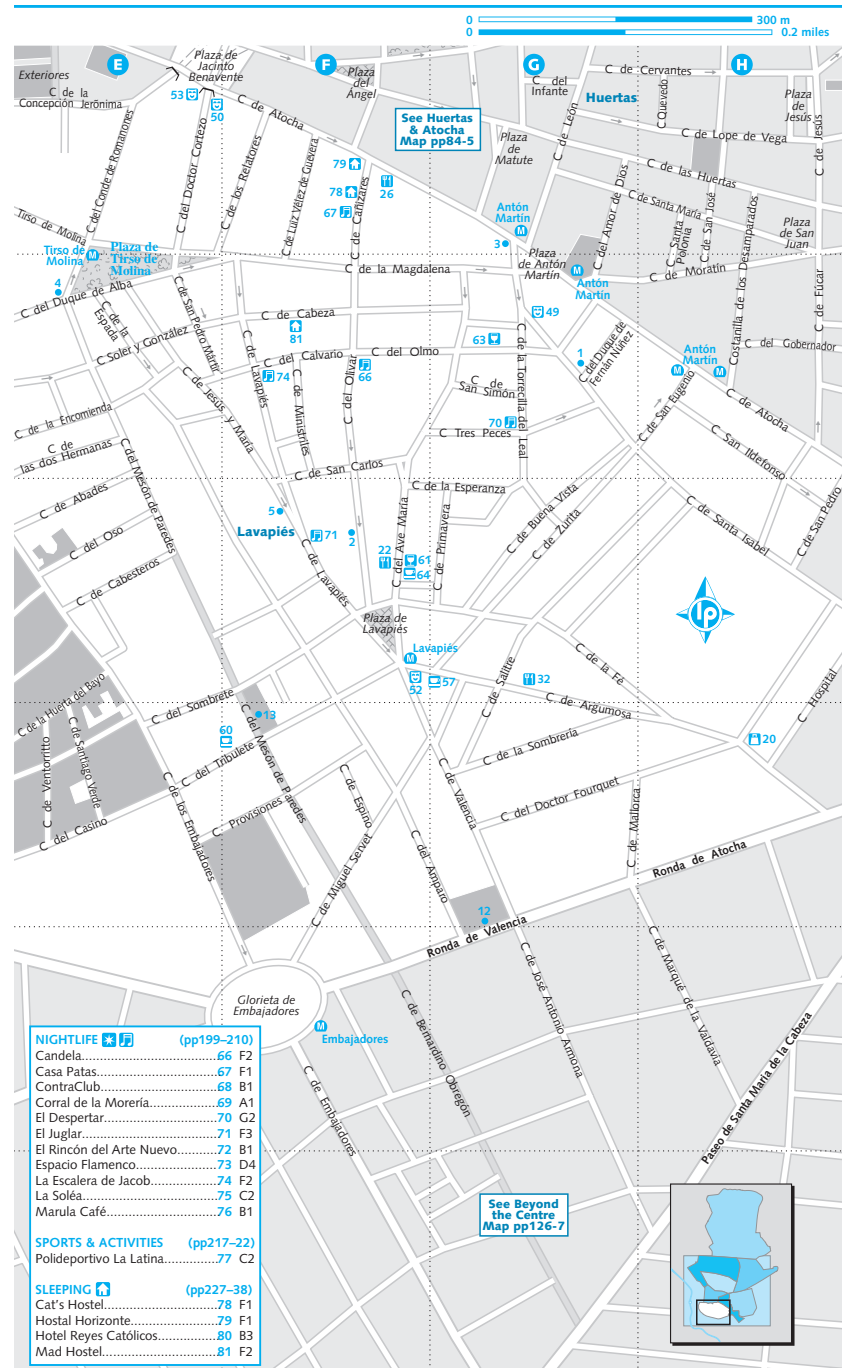 0 300 m
0 0.2 miles
E
F
G
H
Exteriores
Plaza de
Jacinto
Benavente
Plaza
del
Ángel
C del
Infante
C de Cervantes
Huertas
C Quevedo
Plaza
de
Jesús
C de Jesús
C de la
Concepción Jerónima
53
50
C de Atocha
See Huertas
& Atocha
Map pp84-5
C de León
Plaza
de
Matute
C de Lope de Vega
C de las Huertas
C del Conde de Romanones
C del Doctor Cortezo
C de los Relatores
C de Luiz Vélez de Guevera
79
78
67
26
C de Cañizares
C del Amor de Dios
C de Santa María
C de San José
Santa
Polonia
Plaza
de San
Juan
Antón
Martín
3
Tirso de Molina
Tirso de
Molina
Plaza de
Tirso de
Molina
4
C de la Magdalena
Plaza
de Antón
Martín
Antón
Martín
C de Moratín
Costanilla de los Desamparados
C de Fúcar
C del Duque de Alba
C de la
Espada
C de San Pedro Mártir
C de Cabeza
81
49
63
1
C del Duque de
Fernán Núñez
Antón
Martín
C del Gobernador
C Soler y González
C de Lavapiés
C del Calvario
74
C de Ministriles
C del Olivar
C del Olmo
66
C de
San Simón
C de la Torrecilla del
Leal
C de Jesús y María
C de la Encomienda
C de
las dos Hermanas
C del Mesón de Paredes
70
C Tres Peces
C de San Eugenio
C de Atocha
C San Ildefonso
C de San Carlos
C de la Esperanza
C de Abades
5
Lavapiés
71
2
C del Ave María
C de Primavera
C de Buena Vista
C de Zurita
C de Santa Isabel
C de San Pedro
C del Oso
C de Cabesteros
22
61
64
C de Lavapiés
Plaza de
Lavapiés
Lavapiés
52
57
C de Salitre
32
C de la Fé
C de Argumosa
C Hospital
C de la Huerta del Bayo
C del Sombrete
13
60
20
C de Ventorritto
C de Santiago Verde
C del Tribulete
C del Mesón de Paredes
C de la Sombrería
C de Valencia
C del Doctor Fourquet
C de Mallorca
C del Casino
C de los Embajadores
C Provisiones
C de Espino
C de Miguel Servet
C del Amparo
Ronda de Atocha
12
Ronda de Valencia
Glorieta de
Embajadores
Embajadores
C de Bernardino Obregón
C de José Antonio Armona
C de Marqué de la Valdavia
Paseo de Santa María de la Cabeza
C de Embajadores
See Beyond
the Centre
Map pp126-7
lp
NIGHTLIFE (pp199–210)
Candela............66 F2
Casa Patas............67 F1
ContraClub............68 B1
Corral de la Morería............69 A1
El Despertar............70 G2
El Juglar............71 F3
El Rincón del Arte Nuevo............72 B1
Espacio Flamenco............73 D4
La Escalera de Jacob............74 F2
La Soléa............75 C2
Marula Café............76 B1
SPORTS & ACTIVITIES (pp217–22)
Polideportivo La Latina............77 C2
SLEEPING (pp227–38)
Cat's Hostel............78 F1
Hostal Horizonte............79 F1
Hotel Reyes Católicos............80 B3
Mad Hostel............81 F2